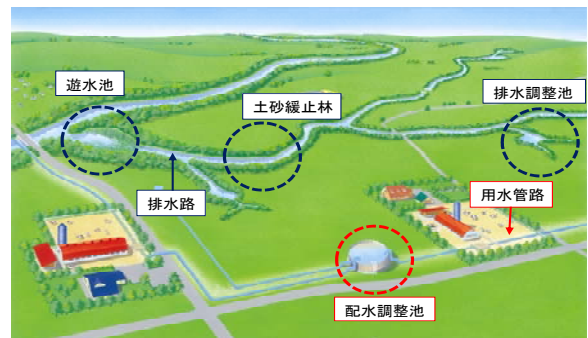 遊水池
土砂緩止林
排水調整池
排水路
用水管路
配水調整池